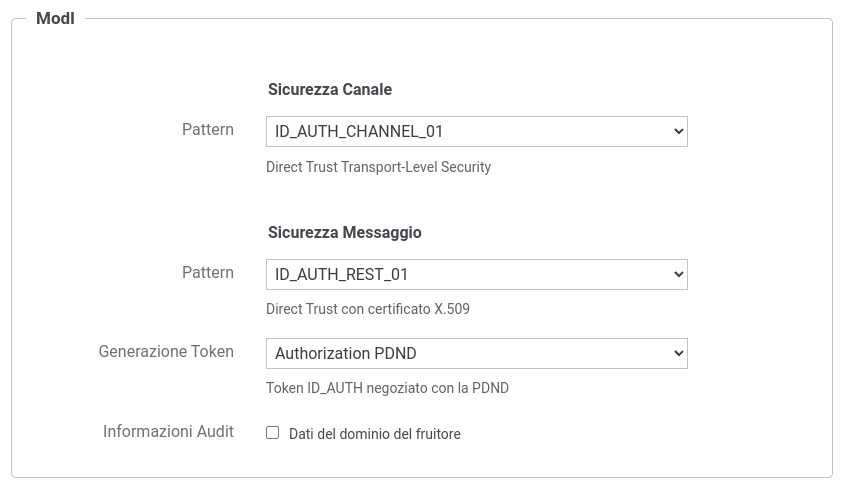 ModI
Sicurezza Canale
Pattern
ID_AUTH_CHANNEL_01
Direct Trust Transport-Level Security
Sicurezza Messaggio
Pattern
ID_AUTH_REST_01
Direct Trust con certificato X.509
Generazione Token
Authorization PDND
Token ID_AUTH negoziato con la PDND
Informazioni Audit
Dati del dominio del fruitore